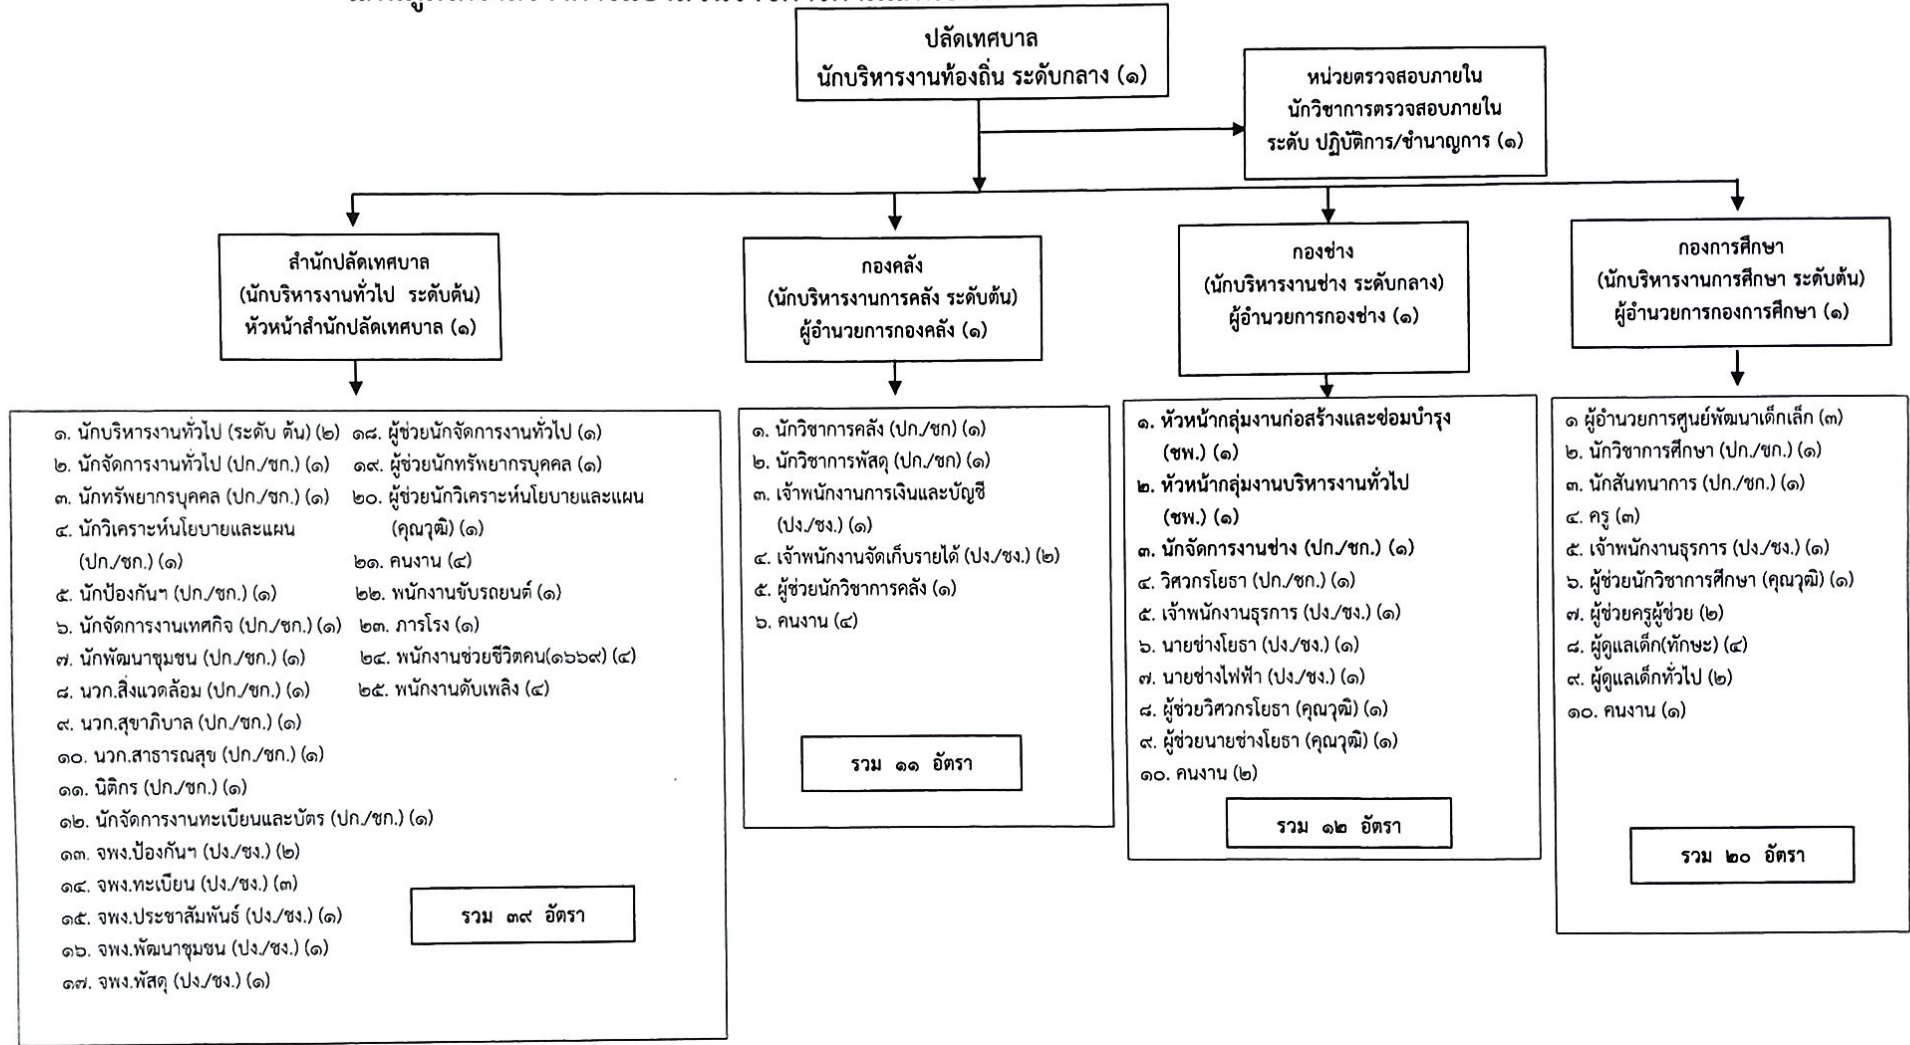 ปลัดเทศบาล
นักบริหารงานท้องถิ่น ระดับกลาง (๑)
หน่วยตรวจสอบภายใน
นักวิชาการตรวจสอบภายใน
ระดับ ปฏิบัติการ/ชำนาญการ (๑)
สำนักปลัดเทศบาล
(นักบริหารงานทั่วไป ระดับต้น)
หัวหน้าสำนักปลัดเทศบาล (๑)
กองคลัง
(นักบริหารงานการคลัง ระดับต้น)
ผู้อำนวยการกองคลัง (๑)
กองช่าง
(นักบริหารงานช่าง ระดับกลาง)
ผู้อำนวยการกองช่าง (๑)
กองการศึกษา
(นักบริหารงานการศึกษา ระดับต้น)
ผู้อำนวยการกองการศึกษา (๑)
๑. นักบริหารงานทั่วไป (ระดับ ต้น) (๒)
๒. นักจัดการงานทั่วไป (ปก./ชก.) (๑)
๓. นักทรัพยากรบุคคล (ปก./ชก.) (๑)
๔. นักวิเคราะห์นโยบายและแผน
(ปก./ชก.) (๑)
๕. นักป้องกันฯ (ปก./ชก.) (๑)
๖. นักจัดการงานเทศกิจ (ปก./ชก.) (๑)
๗. นักพัฒนาชุมชน (ปก./ชก.) (๑)
๘. นวก.สิ่งแวดล้อม (ปก./ชก.) (๑)
๙. นวก.สุขาภิบาล (ปก./ชก.) (๑)
๑๐. นวก.สาธารณสุข (ปก./ชก.) (๑)
๑๑. นิติกร (ปก./ชก.) (๑)
๑๒. นักจัดการงานทะเบียนและบัตร (ปก./ชก.) (๑)
๑๓. จพง.ป้องกันฯ (ปง./ชง.) (๒)
๑๔. จพง.ทะเบียน (ปง./ชง.) (๓)
๑๕. จพง.ประชาสัมพันธ์ (ปง./ชง.) (๑)
๑๖. จพง.พัฒนาชุมชน (ปง./ชง.) (๑)
๑๗. จพง.พัสดุ (ปง./ชง.) (๑)
๑๘. ผู้ช่วยนักจัดการงานทั่วไป (๑)
๑๙. ผู้ช่วยนักทรัพยากรบุคคล (๑)
๒๐. ผู้ช่วยนักวิเคราะห์นโยบายและแผน
(คุณวุฒิ) (๑)
๒๑. คนงาน (๔)
๒๒. พนักงานขับรถยนต์ (๑)
๒๓. ภารโรง (๑)
๒๔. พนักงานช่วยชีวิตคน(๑๖๖๙) (๔)
๒๕. พนักงานดับเพลิง (๔)
รวม ๓๙ อัตรา
๑. นักวิชาการคลัง (ปก./ชก) (๑)
๒. นักวิชาการพัสดุ (ปก./ชก) (๑)
๓. เจ้าพนักงานการเงินและบัญชี
(ปง./ชง.) (๑)
๔. เจ้าพนักงานจัดเก็บรายได้ (ปง./ชง.) (๒)
๕. ผู้ช่วยนักวิชาการคลัง (๑)
๖. คนงาน (๔)
รวม ๑๑ อัตรา
๑. หัวหน้ากลุ่มงานก่อสร้างและซ่อมบำรุง
(ชพ.) (๑)
๒. หัวหน้ากลุ่มงานบริหารงานทั่วไป
(ชพ.) (๑)
๓. นักจัดการงานช่าง (ปก./ชก.) (๑)
๔. วิศวกรโยธา (ปก./ชก.) (๑)
๕. เจ้าพนักงานธุรการ (ปง./ชง.) (๑)
๖. นายช่างโยธา (ปง./ชง.) (๑)
๗. นายช่างไฟฟ้า (ปง./ชง.) (๑)
๘. ผู้ช่วยวิศวกรโยธา (คุณวุฒิ) (๑)
๙. ผู้ช่วยนายช่างโยธา (คุณวุฒิ) (๑)
๑๐. คนงาน (๒)
รวม ๑๒ อัตรา
๑ ผู้อำนวยการศูนย์พัฒนาเด็กเล็ก (๓)
๒. นักวิชาการศึกษา (ปก./ชก.) (๑)
๓. นักสันทนาการ (ปก./ชก.) (๑)
๔. ครู (๓)
๕. เจ้าพนักงานธุรการ (ปง./ชง.) (๑)
๖. ผู้ช่วยนักวิชาการศึกษา (คุณวุฒิ) (๑)
๗. ผู้ช่วยครูผู้ช่วย (๒)
๘. ผู้ดูแลเด็ก(ทักษะ) (๔)
๙. ผู้ดูแลเด็กทั่วไป (๒)
๑๐. คนงาน (๑)
รวม ๒๐ อัตรา